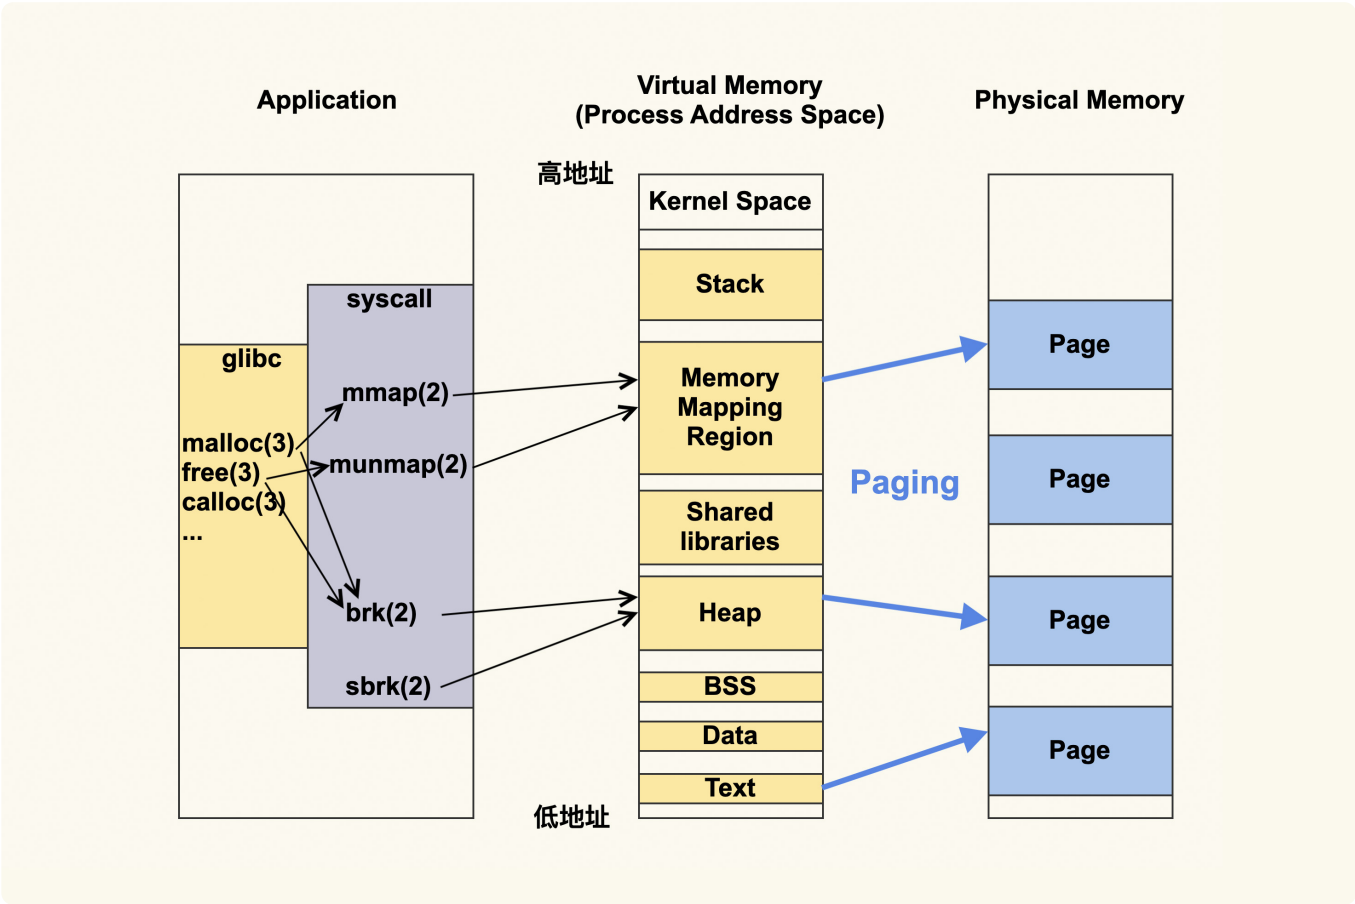 Application
Virtual Memory
(Process Address Space)
Physical Memory
高地址
Kernel Space
Stack
syscall
glibc
mmap(2)
malloc(3)
free(3)
calloc(3)
...
munmap(2)
brk(2)
sbrk(2)
Memory
Mapping
Region
Shared
libraries
Heap
BSS
Data
Text
低地址
Paging
Page
Page
Page
Page